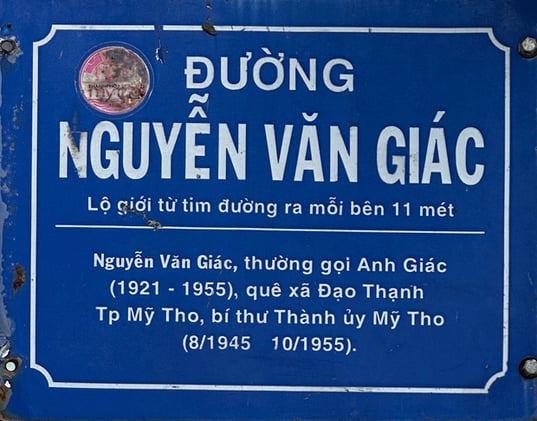 ĐƯỜNG
NGUYỄN VĂN GIÁC
Lộ giới từ tim đường ra mỗi bên 11 mét
Nguyễn Văn Giác, thường gọi Anh Giác
(1921 - 1955), quê xã Đạo Thạnh
Tp Mỹ Tho, bí thư Thành ủy Mỹ Tho
(8/1945 10/1955).